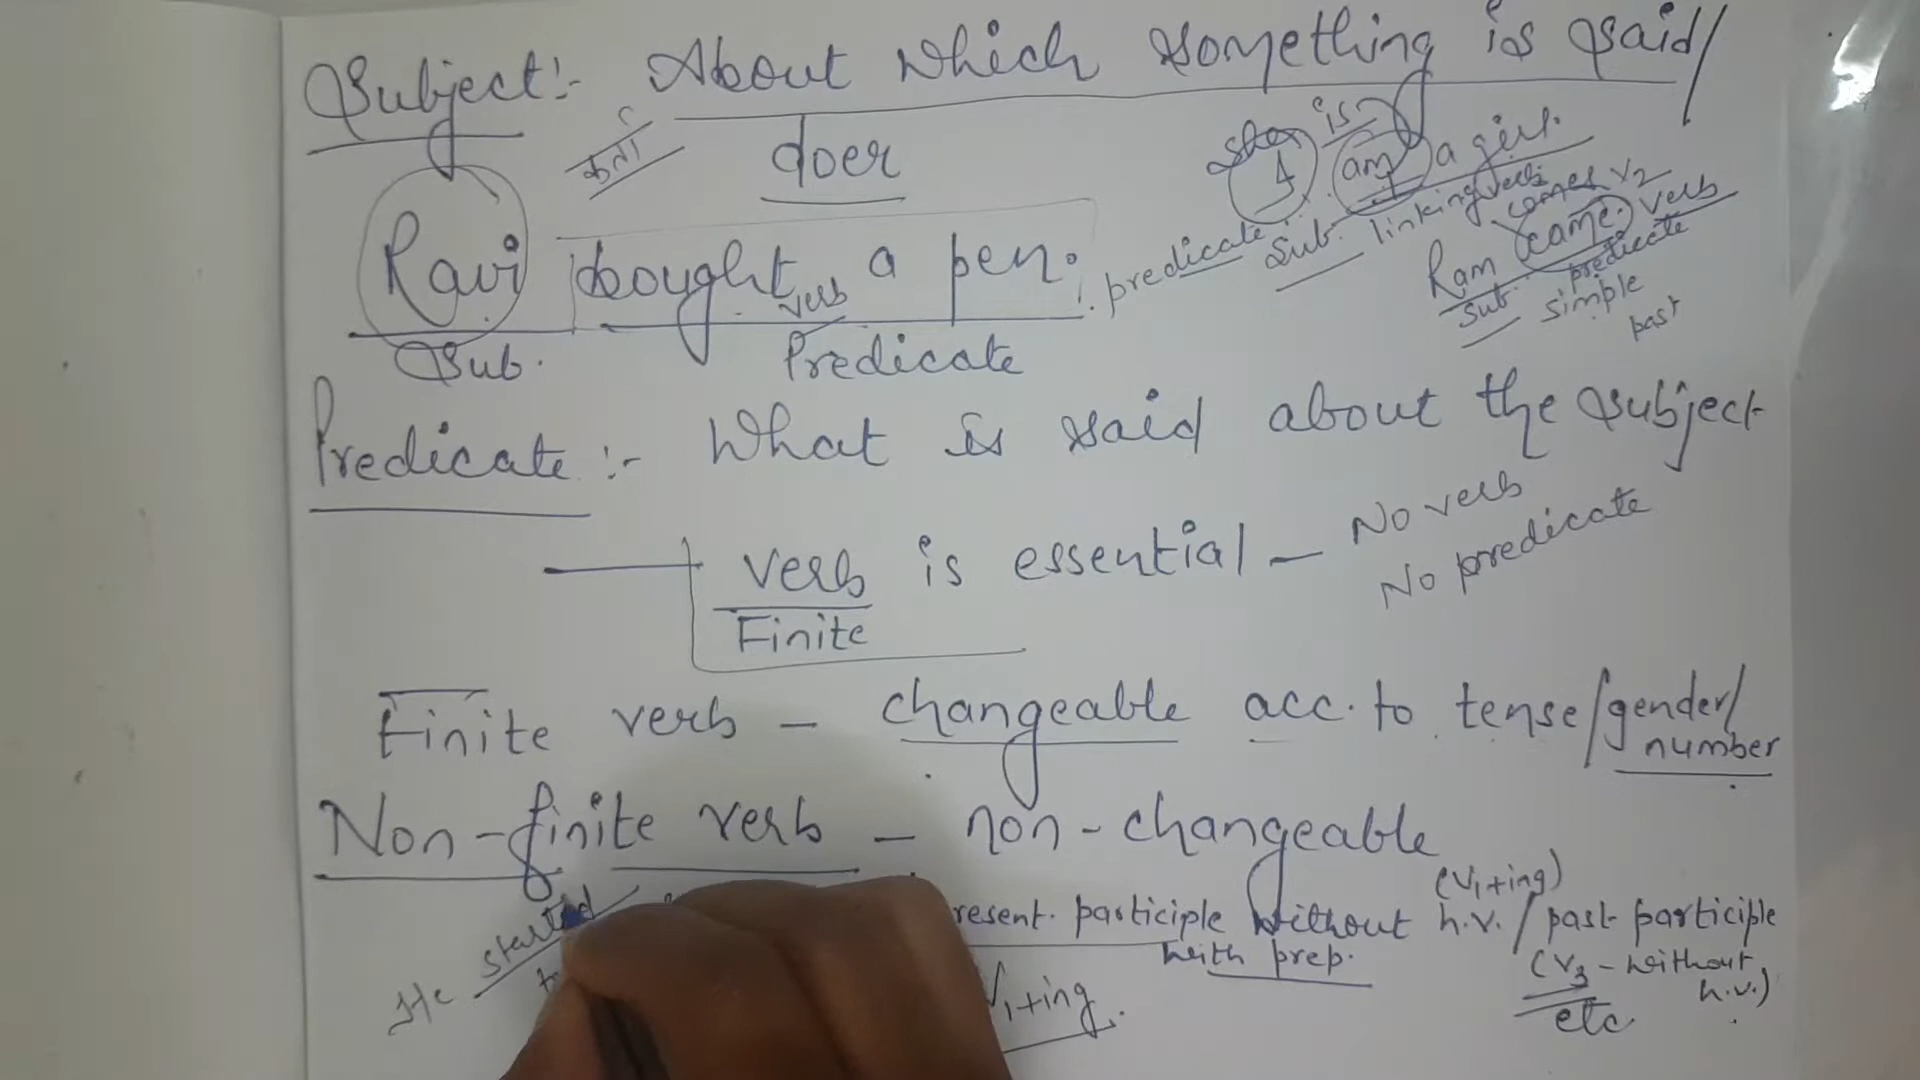 Subject :- About which something is said/
कर्ता
doer
She is
I am a girl.
Sub. linking verb
predicate
Ravi bought a pen.
verb
Sub. Predicate
comes V2
Ram came. verb
Sub. predicate
simple
past
Predicate :- What is said about the subject
verb is essential - No verb
No predicate
Finite
Finite verb - changeable acc. to tense/gender/
number
Non-finite verb - non-changeable
(V1+ing)
resent participle without h.v. / past participle
with prep.
(V3 - without
h.v.)
etc.
He started
V1+ing.